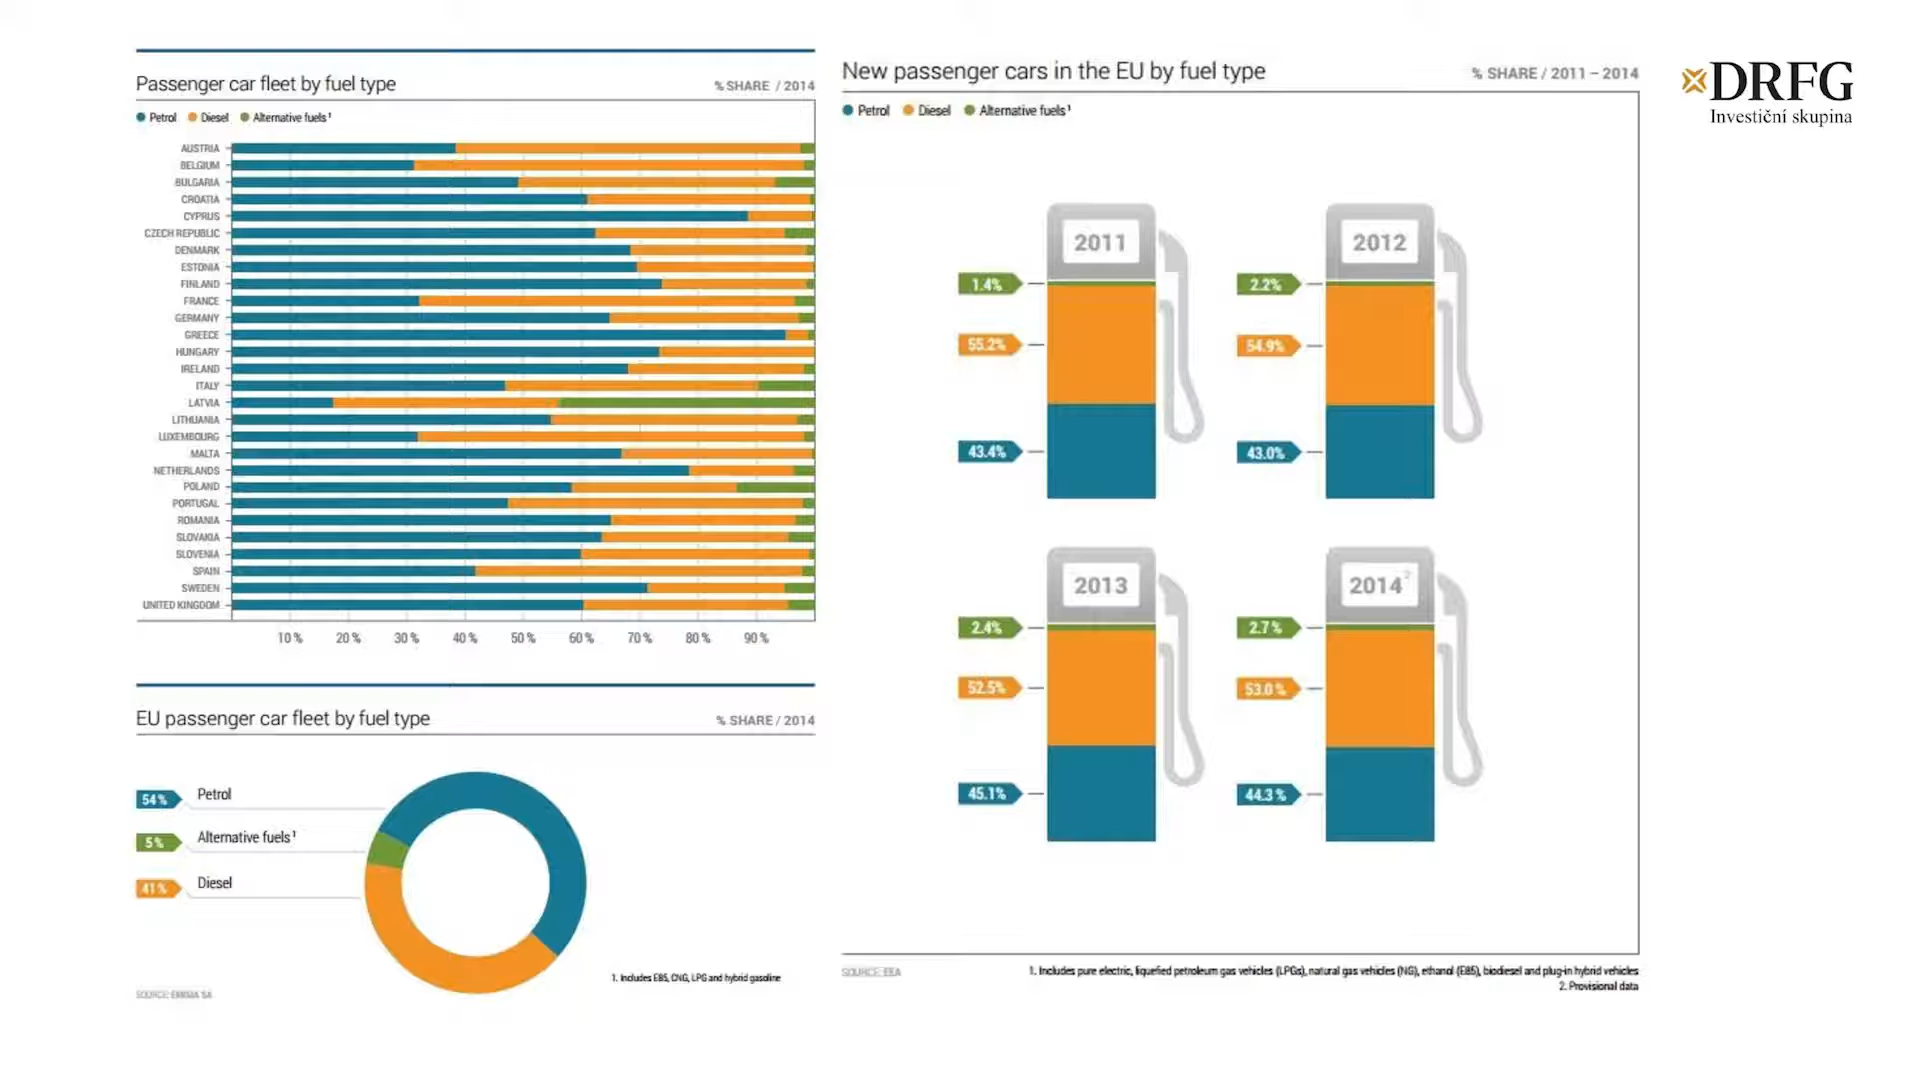 Passenger car fleet by fuel type % SHARE / 2014
Petrol Diesel Alternative fuels¹
AUSTRIA
BELGIUM
BULGARIA
CROATIA
CYPRUS
CZECH REPUBLIC
DENMARK
ESTONIA
FINLAND
FRANCE
GERMANY
GREECE
HUNGARY
IRELAND
ITALY
LATVIA
LITHUANIA
LUXEMBOURG
MALTA
NETHERLANDS
POLAND
PORTUGAL
ROMANIA
SLOVAKIA
SLOVENIA
SPAIN
SWEDEN
UNITED KINGDOM
10% 20% 30% 40% 50% 60% 70% 80% 90%
EU passenger car fleet by fuel type % SHARE / 2014
54% Petrol
5% Alternative fuels¹
41% Diesel
1. Includes E85, CNG, LPG and hybrid gasoline
SOURCE: EMISIA SA
New passenger cars in the EU by fuel type % SHARE / 2011 – 2014
Petrol Diesel Alternative fuels¹
2011
1.4%
55.2%
43.4%
2012
2.2%
54.9%
43.0%
2013
2.4%
52.5%
45.1%
2014²
2.7%
53.0%
44.3%
SOURCE: EEA
1. Includes pure electric, liquefied petroleum gas vehicles (LPGs), natural gas vehicles (NG), ethanol (E85), biodiesel and plug-in hybrid vehicles
2. Provisional data
DRFG
Investiční skupina